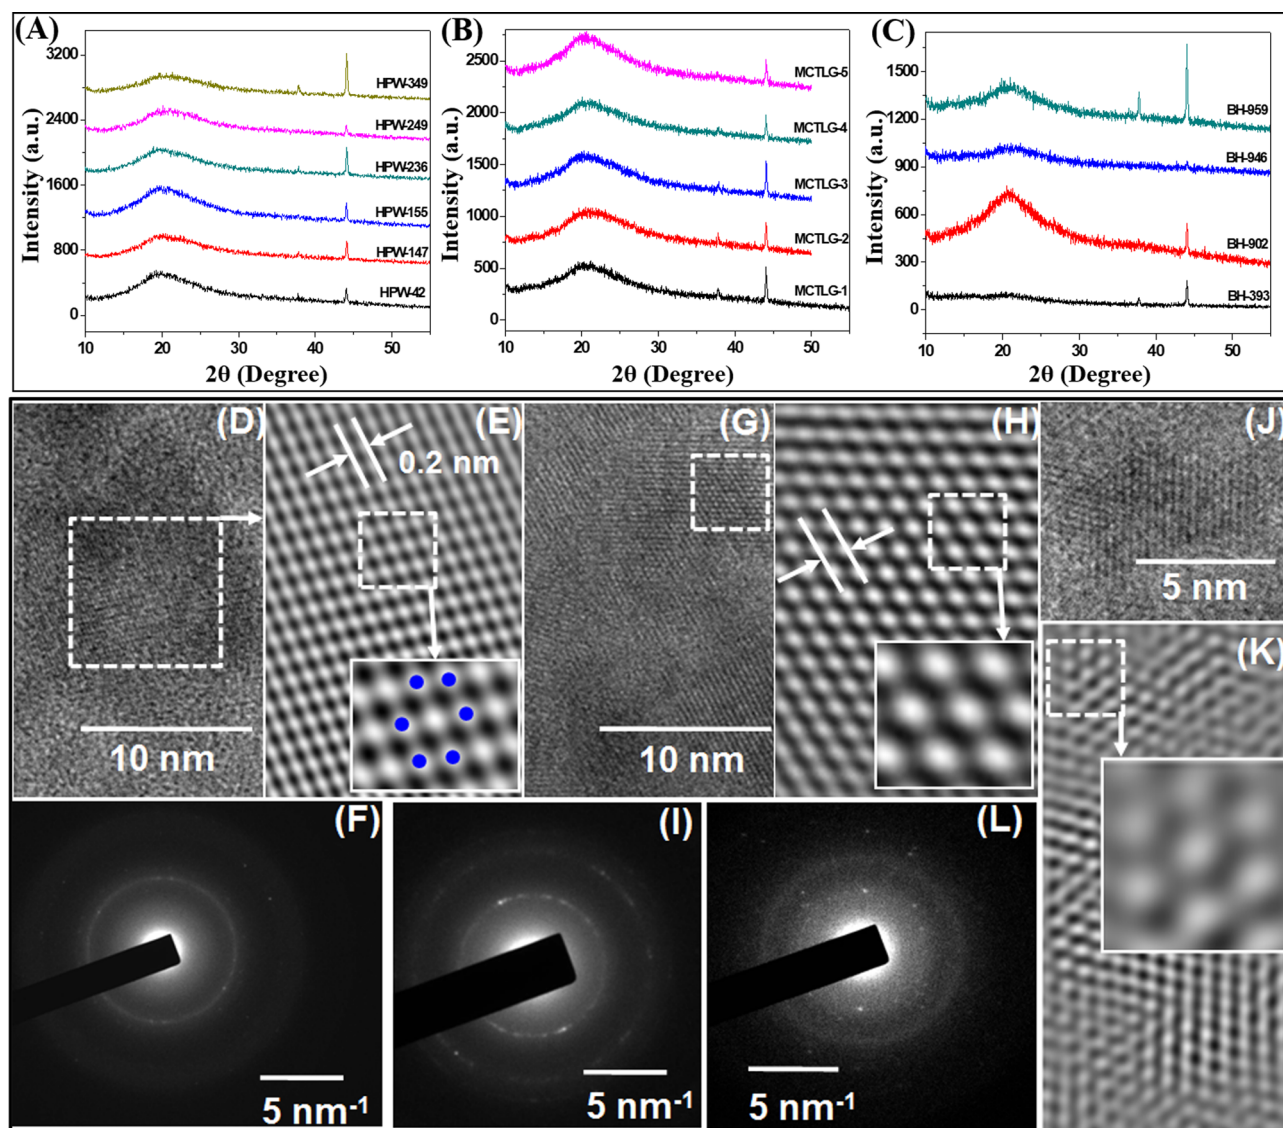 (A)
Intensity (a.u.)
3200
2400
1600
800
0
HPW-349
HPW-249
HPW-236
HPW-155
HPW-147
HPW-42
10 20 30 40 50
2θ (Degree)
(B)
Intensity (a.u.)
2500
2000
1500
1000
500
0
MCTLG-5
MCTLG-4
MCTLG-3
MCTLG-2
MCTLG-1
10 20 30 40 50
2θ (Degree)
(C)
Intensity (a.u.)
1500
1200
900
600
300
0
BH-959
BH-946
BH-902
BH-393
10 20 30 40 50
2θ (Degree)
(D)
10 nm
(E)
0.2 nm
(G)
10 nm
(H)
(J)
5 nm
(K)
(F)
5 nm-1
(I)
5 nm-1
(L)
5 nm-1